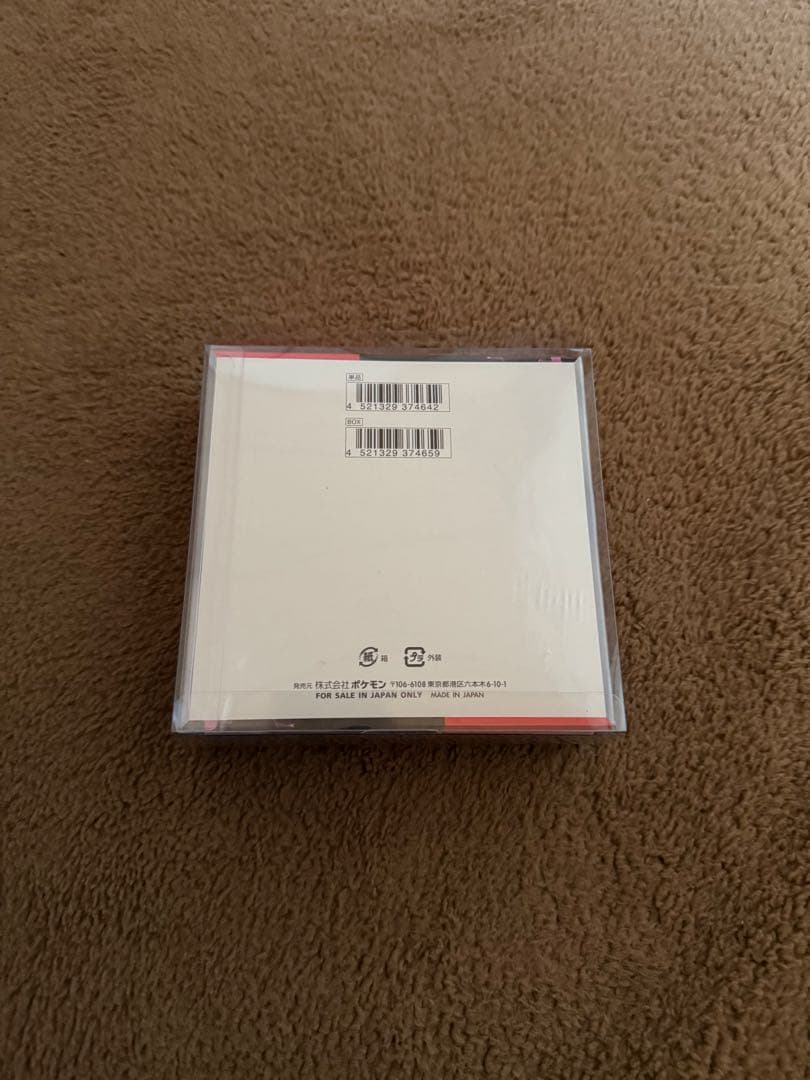 単品
4 521329 374642
BOX
4 521329 374659
紙 箱 プラ 外装
発売元 株式会社 ポケモン 〒106-6108 東京都港区六本木6-10-1
FOR SALE IN JAPAN ONLY MADE IN JAPAN